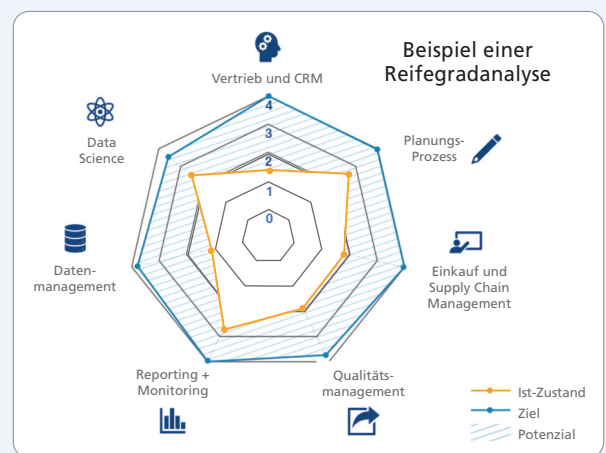 Beispiel einer
Reifegradanalyse
Vertrieb und CRM
4
3
2
1
0
Planungs-
Prozess
Einkauf und
Supply Chain
Management
Qualitäts-
management
Reporting +
Monitoring
Daten-
management
Data
Science
Ist-Zustand
Ziel
Potenzial